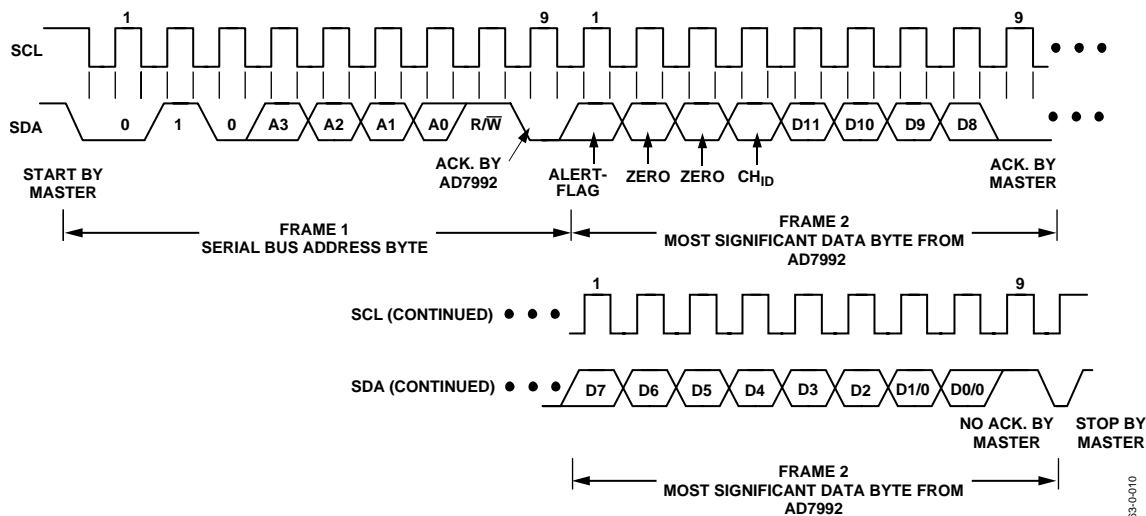 1 9 1 9
SCL
SDA
0 1 0 A3 A2 A1 A0 R/W̅ D11 D10 D9 D8
START BY
MASTER
ACK. BY
AD7992
ALERT-
FLAG
ZERO
ZERO
CHID
ACK. BY
MASTER
FRAME 1
SERIAL BUS ADDRESS BYTE
FRAME 2
MOST SIGNIFICANT DATA BYTE FROM
AD7992
1 9
SCL (CONTINUED)
SDA (CONTINUED)
D7 D6 D5 D4 D3 D2 D1/0 D0/0
NO ACK. BY
MASTER
STOP BY
MASTER
FRAME 2
MOST SIGNIFICANT DATA BYTE FROM
AD7992